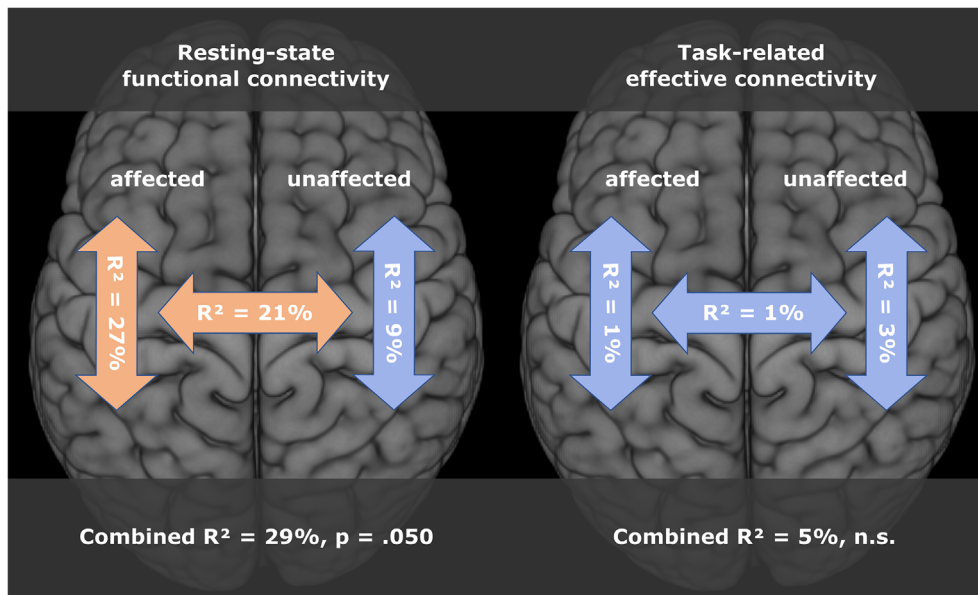 Resting-state
functional connectivity
affected
unaffected
R² = 27%
R² = 21%
R² = 9%
Combined R² = 29%, p = .050
Task-related
effective connectivity
affected
unaffected
R² = 1%
R² = 1%
R² = 3%
Combined R² = 5%, n.s.